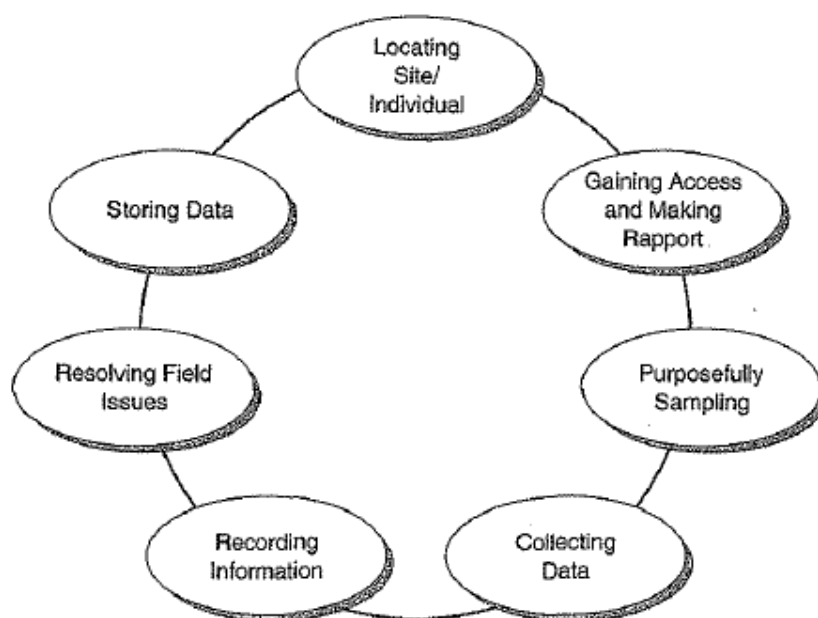 Locating
Site/
Individual
Gaining Access
and Making
Rapport
Purposefully
Sampling
Collecting
Data
Recording
Information
Resolving Field
Issues
Storing Data